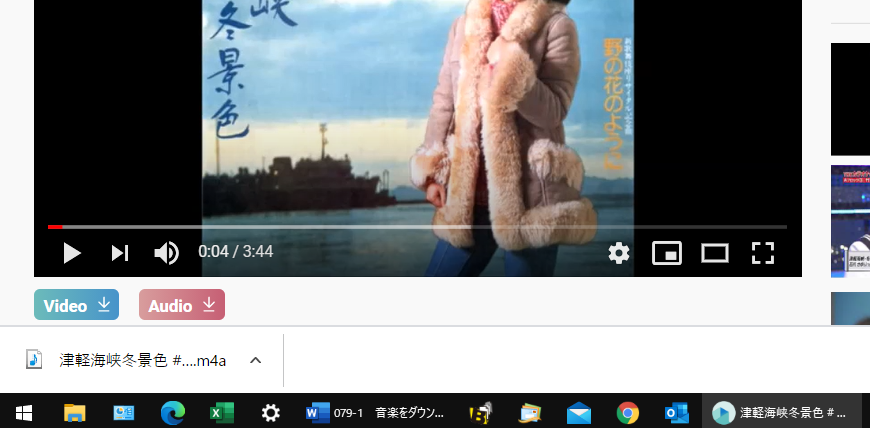 峡
冬景色
野の花のように
0:04 / 3:44
Video
Audio
津軽海峡冬景色 #....m4a
079-1　音楽をダウン...
津軽海峡冬景色 # ...